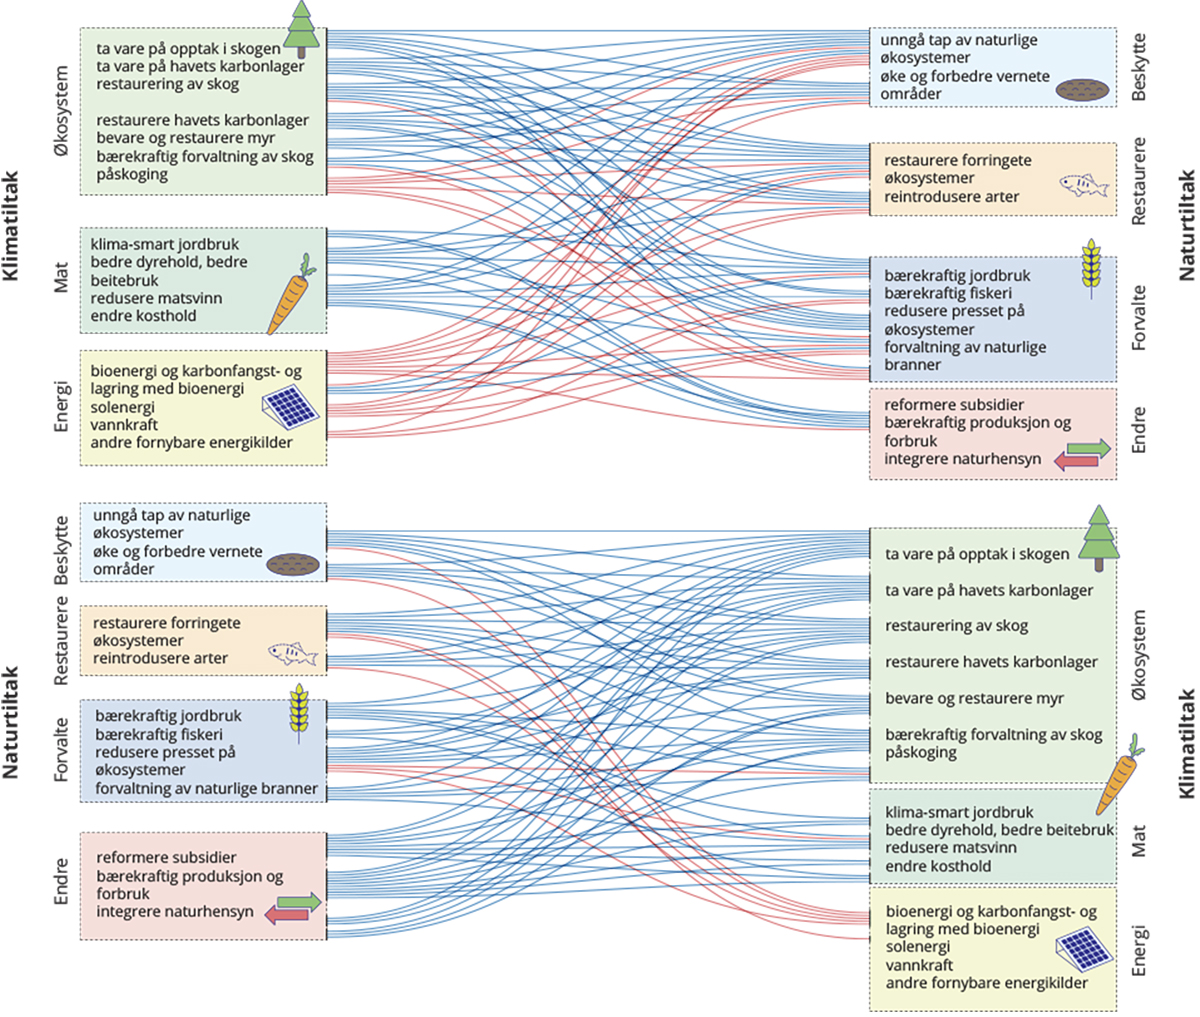 Klimatiltak
Økosystem
ta vare på opptak i skogen
ta vare på havets karbonlager
restaurering av skog
restaurere havets karbonlager
bevare og restaurere myr
bærekraftig forvaltning av skog
påskoging
Mat
klima-smart jordbruk
bedre dyrehold, bedre
beitebruk
redusere matsvinn
endre kosthold
Energi
bioenergi og karbonfangst- og
lagring med bioenergi
solenergi
vannkraft
andre fornybare energikilder
Naturtiltak
Beskytte
unngå tap av naturlige
økosystemer
øke og forbedre vernete
områder
Restaurere
restaurere forringete
økosystemer
reintrodusere arter
Forvalte
bærekraftig jordbruk
bærekraftig fiskeri
redusere presset på
økosystemer
forvaltning av naturlige
branner
Endre
reformere subsidier
bærekraftig produksjon og
forbruk
integrere naturhensyn
Naturtiltak
Beskytte
unngå tap av naturlige
økosystemer
øke og forbedre vernete
områder
Restaurere
restaurere forringete
økosystemer
reintrodusere arter
Forvalte
bærekraftig jordbruk
bærekraftig fiskeri
redusere presset på
økosystemer
forvaltning av naturlige branner
Endre
reformere subsidier
bærekraftig produksjon og
forbruk
integrere naturhensyn
Klimatiltak
Økosystem
ta vare på opptak i skogen
ta vare på havets karbonlager
restaurering av skog
restaurere havets karbonlager
bevare og restaurere myr
bærekraftig forvaltning av skog
påskoging
Mat
klima-smart jordbruk
bedre dyrehold, bedre beitebruk
redusere matsvinn
endre kosthold
Energi
bioenergi og karbonfangst- og
lagring med bioenergi
solenergi
vannkraft
andre fornybare energikilder